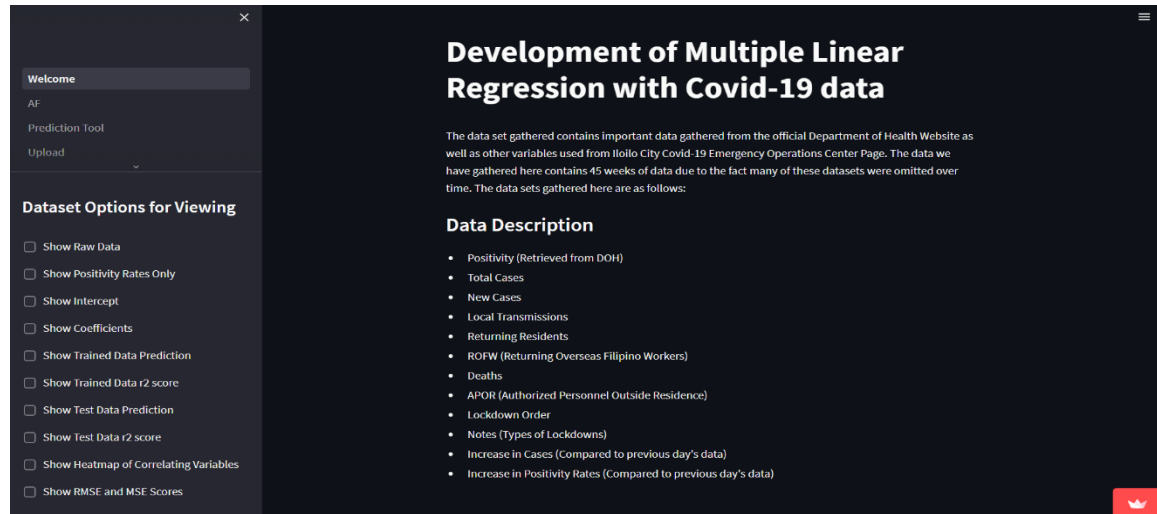 Welcome
AF
Prediction Tool
Upload
Dataset Options for Viewing
Show Raw Data
Show Positivity Rates Only
Show Intercept
Show Coefficients
Show Trained Data Prediction
Show Trained Data r2 score
Show Test Data Prediction
Show Test Data r2 score
Show Heatmap of Correlating Variables
Show RMSE and MSE Scores
Development of Multiple Linear
Regression with Covid-19 data
The data set gathered contains important data gathered from the official Department of Health Website as
well as other variables used from Iloilo City Covid-19 Emergency Operations Center Page. The data we
have gathered here contains 45 weeks of data due to the fact many of these datasets were omitted over
time. The data sets gathered here are as follows:
Data Description
• Positivity (Retrieved from DOH)
• Total Cases
• New Cases
• Local Transmissions
• Returning Residents
• ROFW (Returning Overseas Filipino Workers)
• Deaths
• APOR (Authorized Personnel Outside Residence)
• Lockdown Order
• Notes (Types of Lockdowns)
• Increase in Cases (Compared to previous day's data)
• Increase in Positivity Rates (Compared to previous day's data)